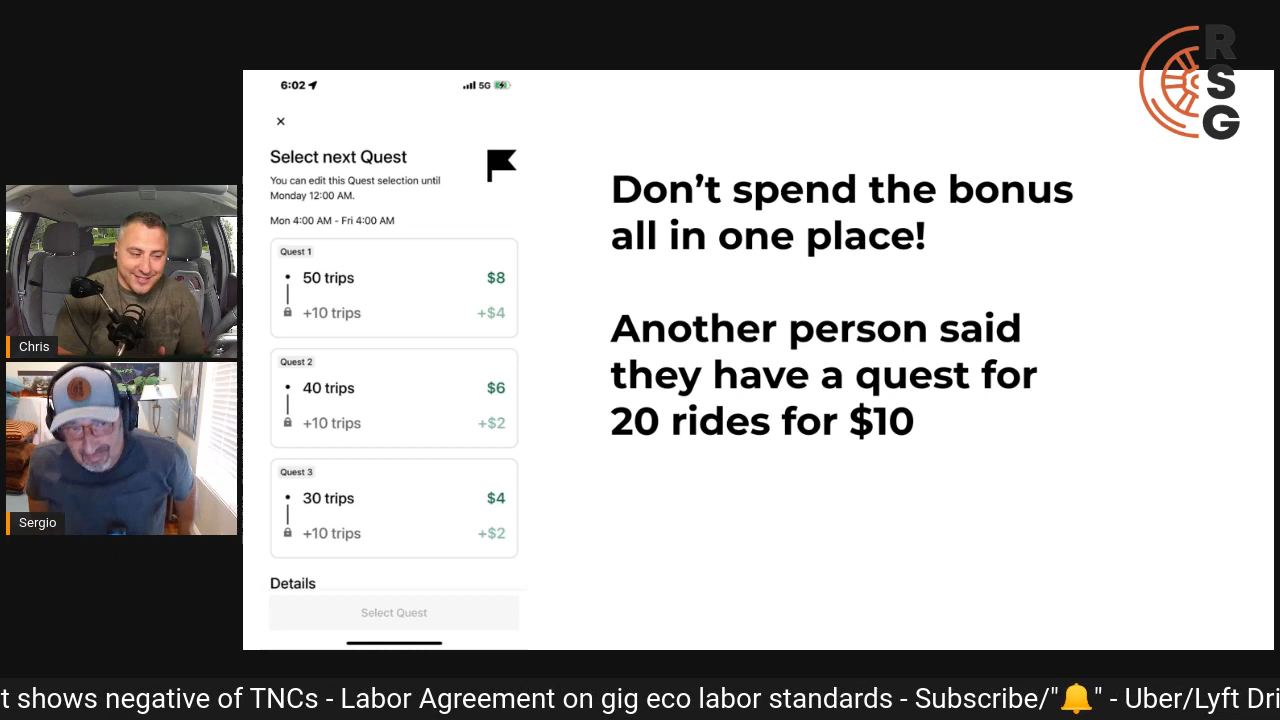 RSG
6:02
5G
Select next Quest
You can edit this Quest selection until
Monday 12:00 AM.
Mon 4:00 AM - Fri 4:00 AM
Quest 1
50 trips $8
+10 trips +$4
Quest 2
40 trips $6
+10 trips +$2
Quest 3
30 trips $4
+10 trips +$2
Details
Select Quest
Don’t spend the bonus
all in one place!
Another person said
they have a quest for
20 rides for $10
Chris
Sergio
t shows negative of TNCs - Labor Agreement on gig eco labor standards - Subscribe/"🔔" - Uber/Lyft Dri